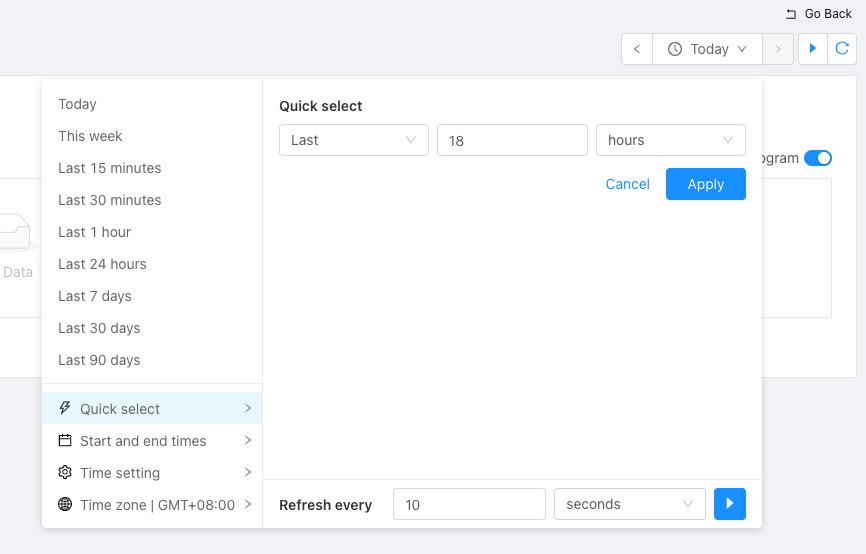 Go Back
Today
Today
This week
Last 15 minutes
Last 30 minutes
Last 1 hour
Last 24 hours
Last 7 days
Last 30 days
Last 90 days
Quick select
Start and end times
Time setting
Time zone | GMT+08:00
Quick select
Last 18 hours
Cancel Apply
ogram
Data
Refresh every 10 seconds